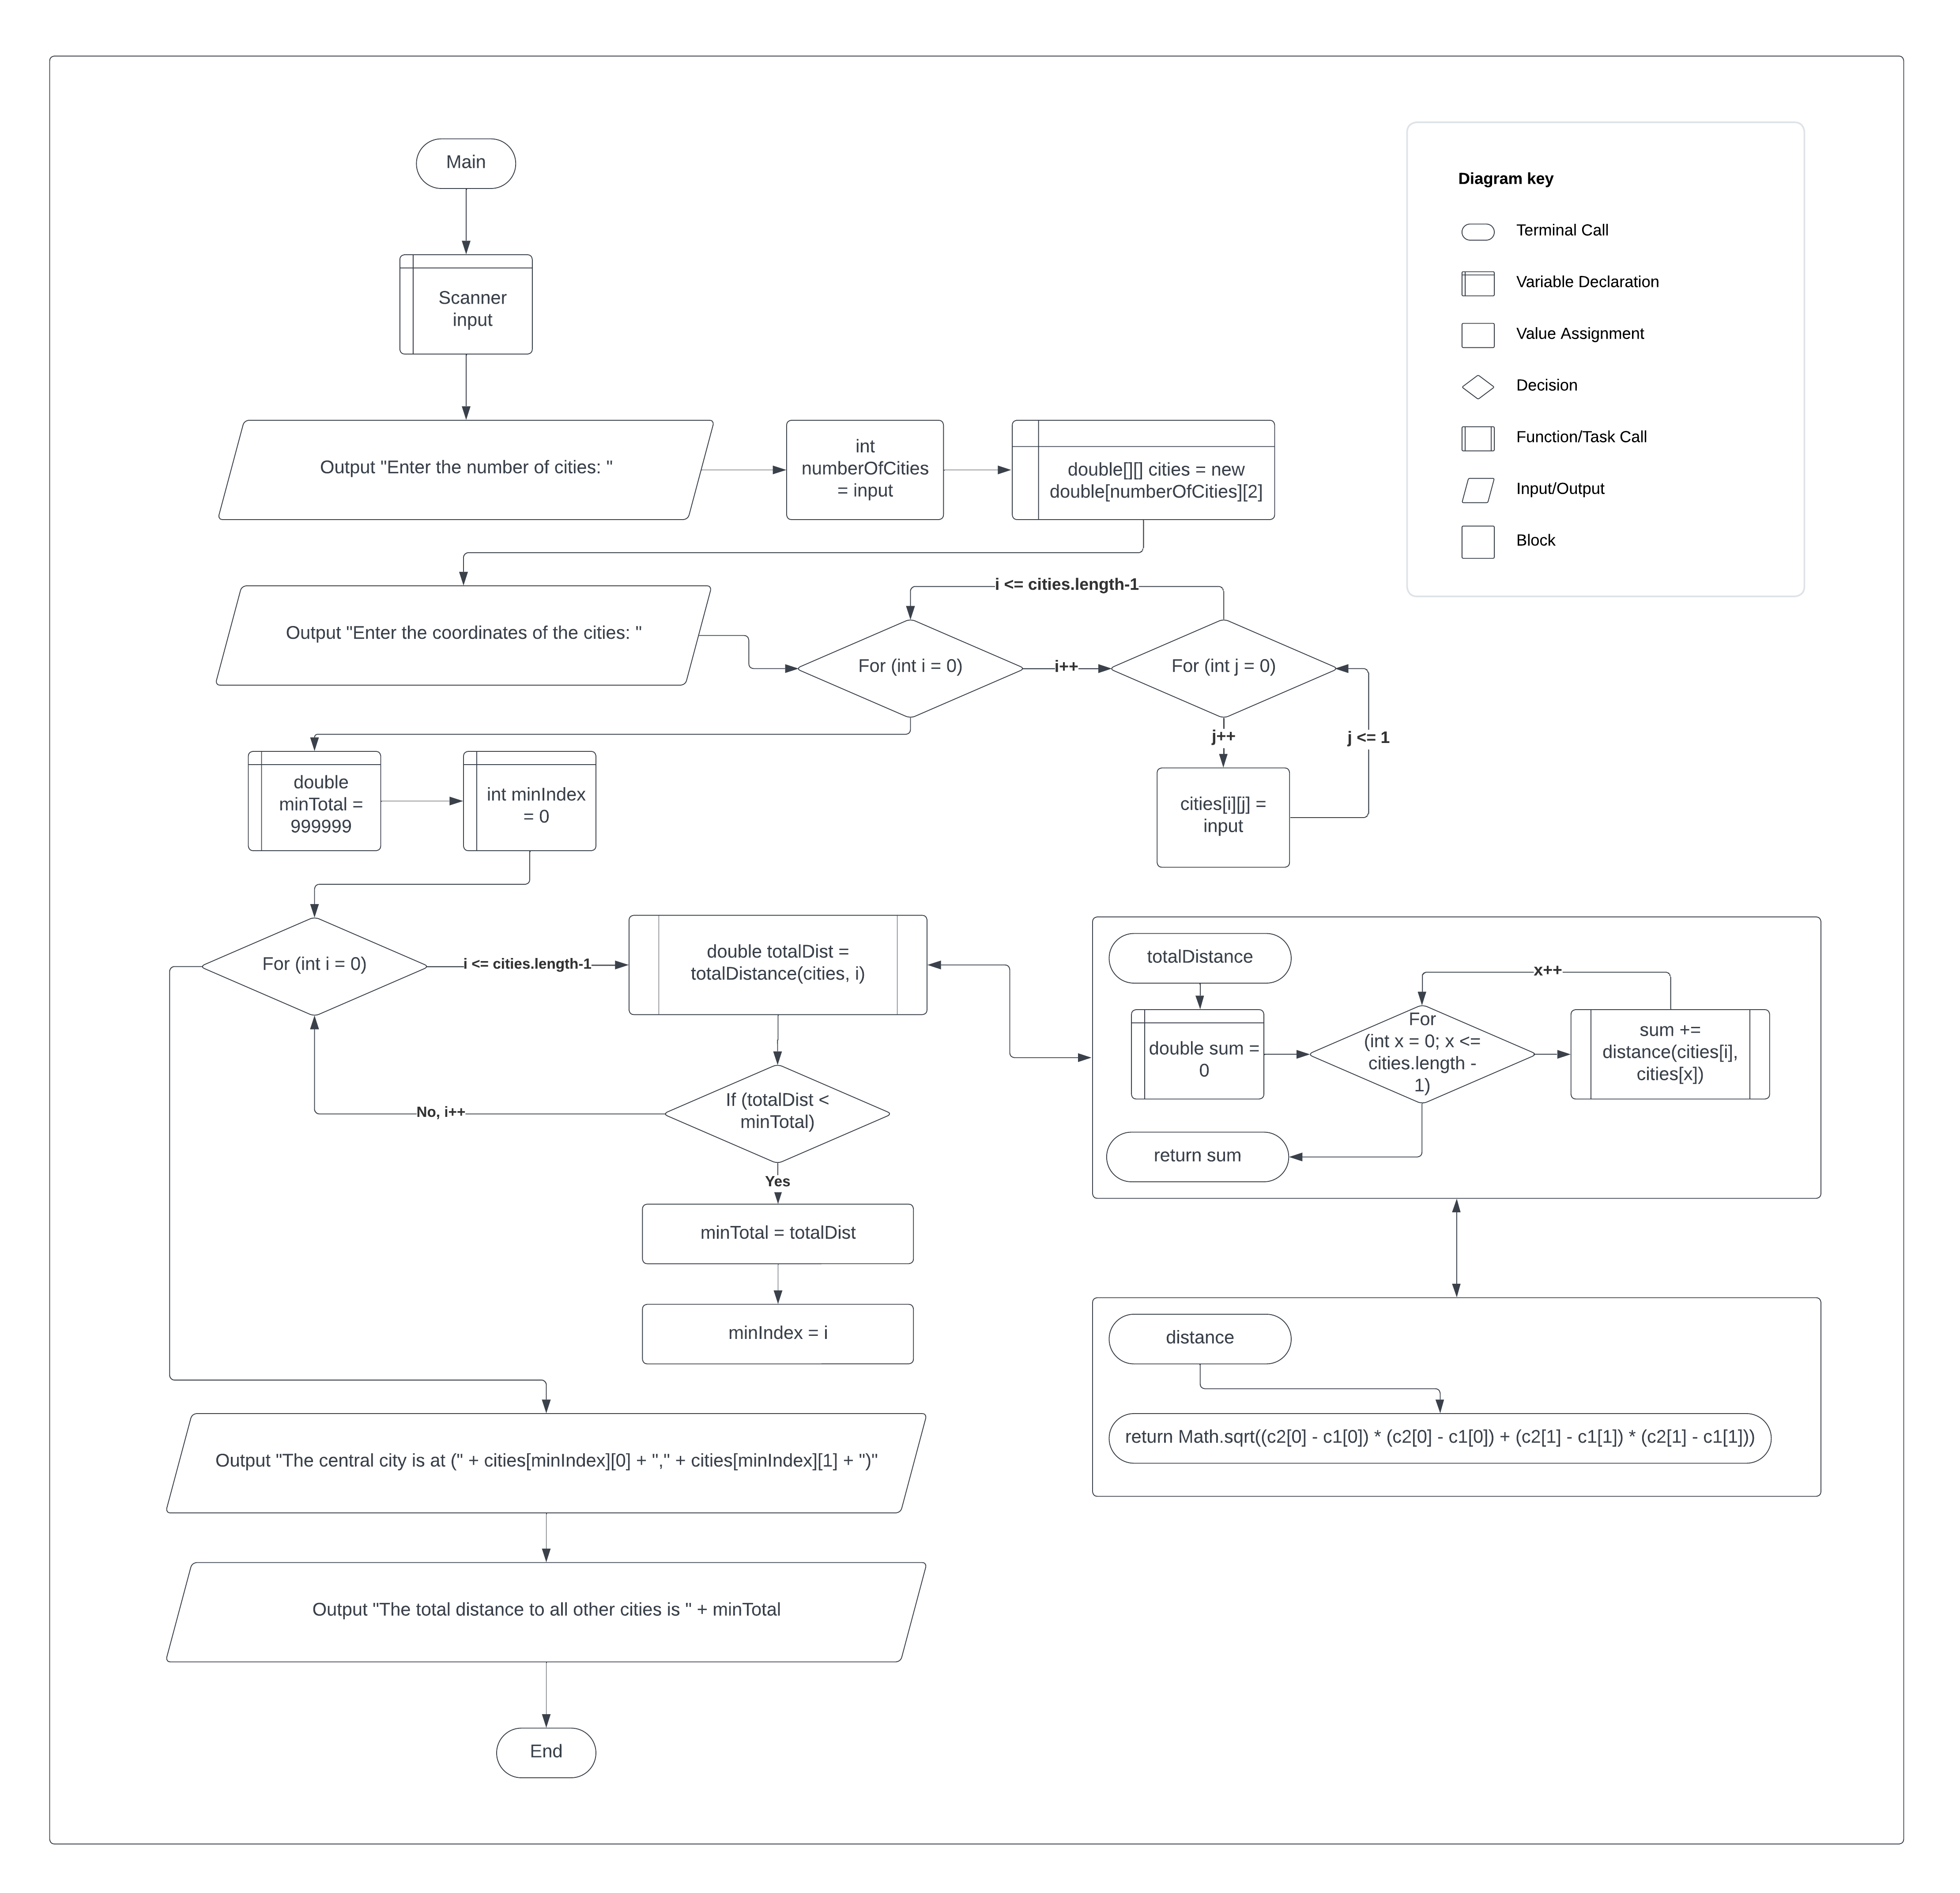 Main
Scanner
input
Output "Enter the number of cities: "
int
numberOfCities
= input
double[][] cities = new
double[numberOfCities][2]
Diagram key
Terminal Call
Variable Declaration
Value Assignment
Decision
Function/Task Call
Input/Output
Block
Output "Enter the coordinates of the cities: "
i <= cities.length-1
For (int i = 0)
i++
For (int j = 0)
j++
j <= 1
cities[i][j] =
input
double
minTotal =
999999
int minIndex
= 0
For (int i = 0)
i <= cities.length-1
double totalDist =
totalDistance(cities, i)
If (totalDist <
minTotal)
No, i++
Yes
minTotal = totalDist
minIndex = i
totalDistance
double sum =
0
For
(int x = 0; x <=
cities.length -
1)
x++
sum +=
distance(cities[i],
cities[x])
return sum
distance
return Math.sqrt((c2[0] - c1[0]) * (c2[0] - c1[0]) + (c2[1] - c1[1]) * (c2[1] - c1[1]))
Output "The central city is at (" + cities[minIndex][0] + "," + cities[minIndex][1] + ")"
Output "The total distance to all other cities is " + minTotal
End